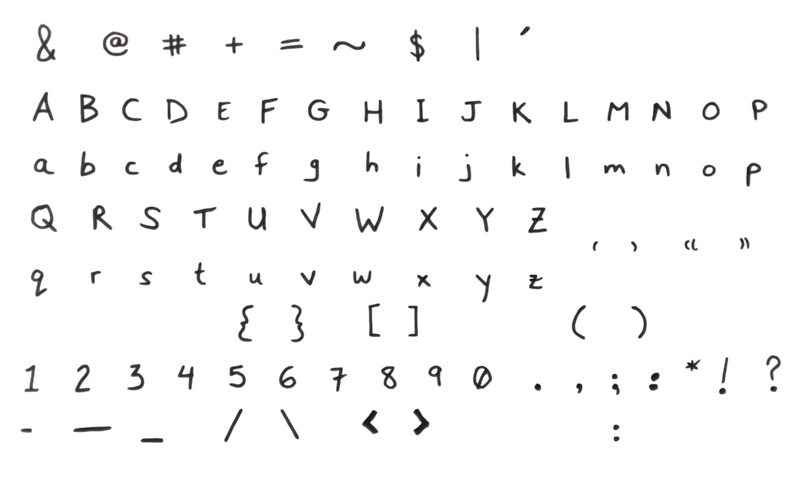 & @ # + = ~ $ | ´
A B C D E F G H I J K L M N O P
a b c d e f g h i j k l m n o p
Q R S T U V W X Y Z ‘ ’ “ ”
q r s t u v w x y z
{ } [ ] ( )
1 2 3 4 5 6 7 8 9 0 . , ; : * ! ?
- — _ / \ < > :